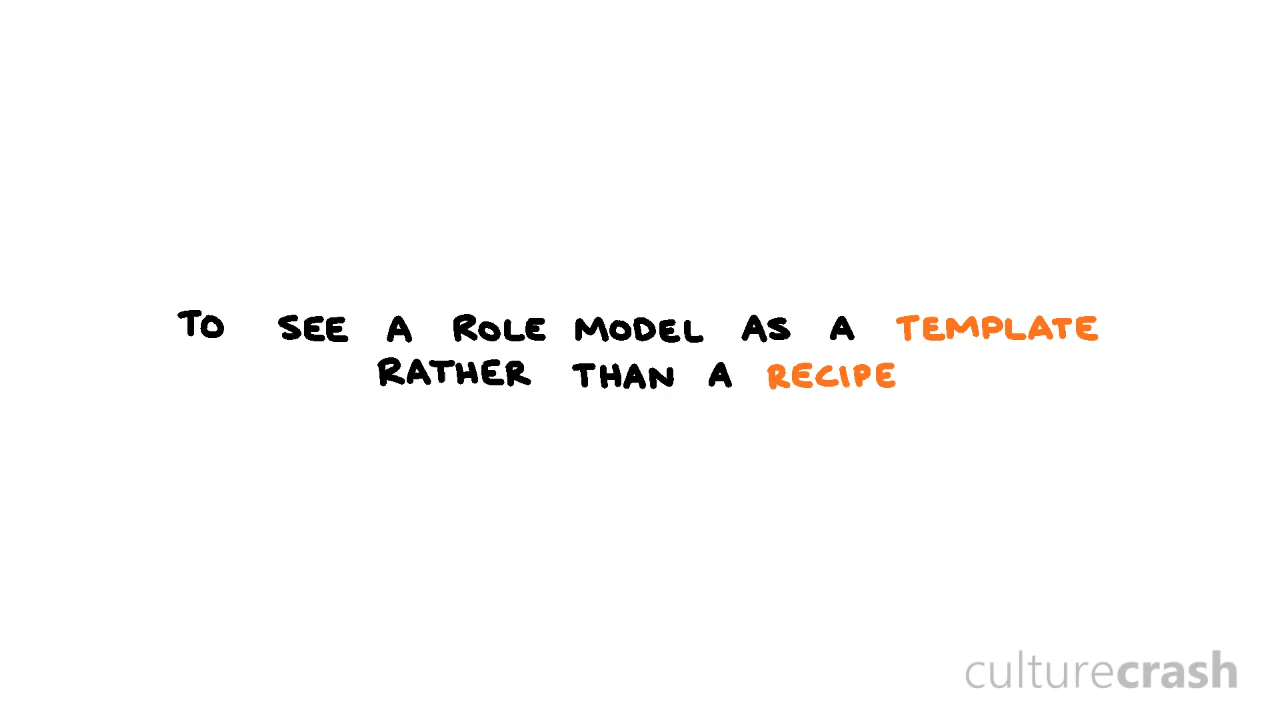 TO SEE A ROLE MODEL AS A TEMPLATE
RATHER THAN A RECIPE
culturecrash